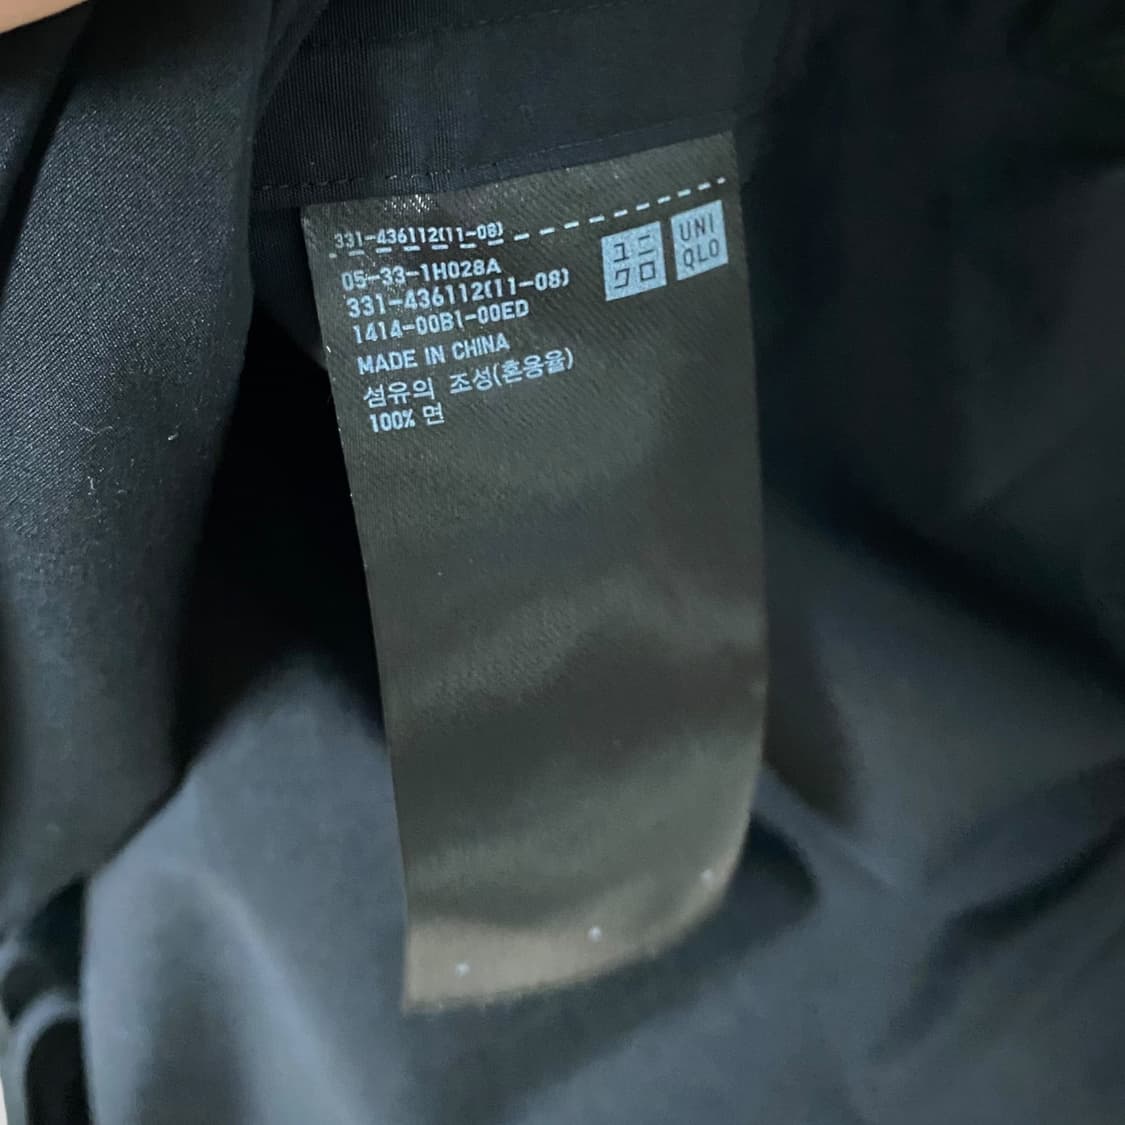 331-436112(11-08)
05-33-1H028A
331-436112(11-08)
1414-00B1-00ED
MADE IN CHINA
섬유의 조성(혼용율)
100% 면
ユニ
クロ
UNI
QLO